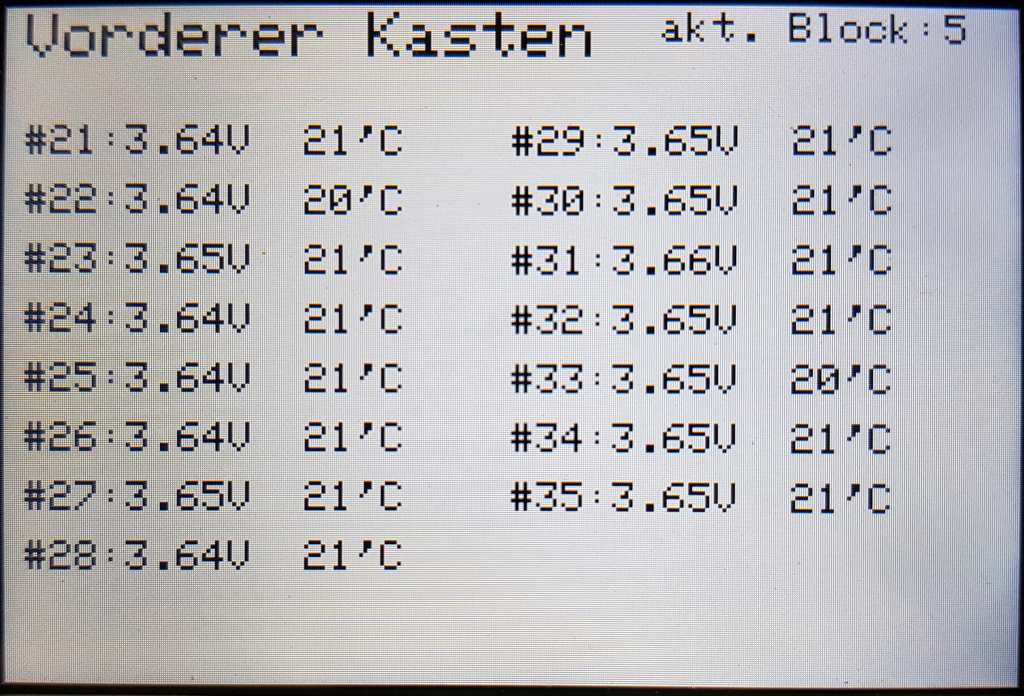 Vorderer Kasten akt. Block:5
#21:3.64V 21'C #29:3.65V 21'C
#22:3.64V 20'C #30:3.65V 21'C
#23:3.65V 21'C #31:3.66V 21'C
#24:3.64V 21'C #32:3.65V 21'C
#25:3.64V 21'C #33:3.65V 20'C
#26:3.64V 21'C #34:3.65V 21'C
#27:3.65V 21'C #35:3.65V 21'C
#28:3.64V 21'C